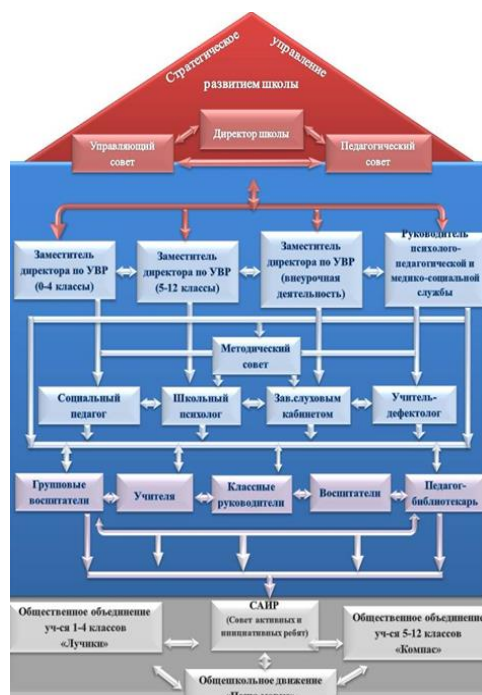 Стратегическое управление
развитием школы
Директор школы
Управляющий
совет
Педагогический
совет
Заместитель
директора по УВР
(0-4 классы)
Заместитель
директора по УВР
(5-12 классы)
Заместитель
директора по УВР
(внеурочная
деятельность)
Руководитель
психолого-
педагогической и
медико-социальной
службы
Методический
совет
Социальный
педагог
Школьный
психолог
Зав.слуховым
кабинетом
Учитель-
дефектолог
Групповые
воспитатели
Учителя
Классные
руководители
Воспитатели
Педагог-
библиотекарь
Общественное объединение
уч-ся 1-4 классов
«Лучики»
САИР
(Совет активных и
инициативных ребят)
Общественное объединение
уч-ся 5-12 классов
«Компас»
Общешкольное движение